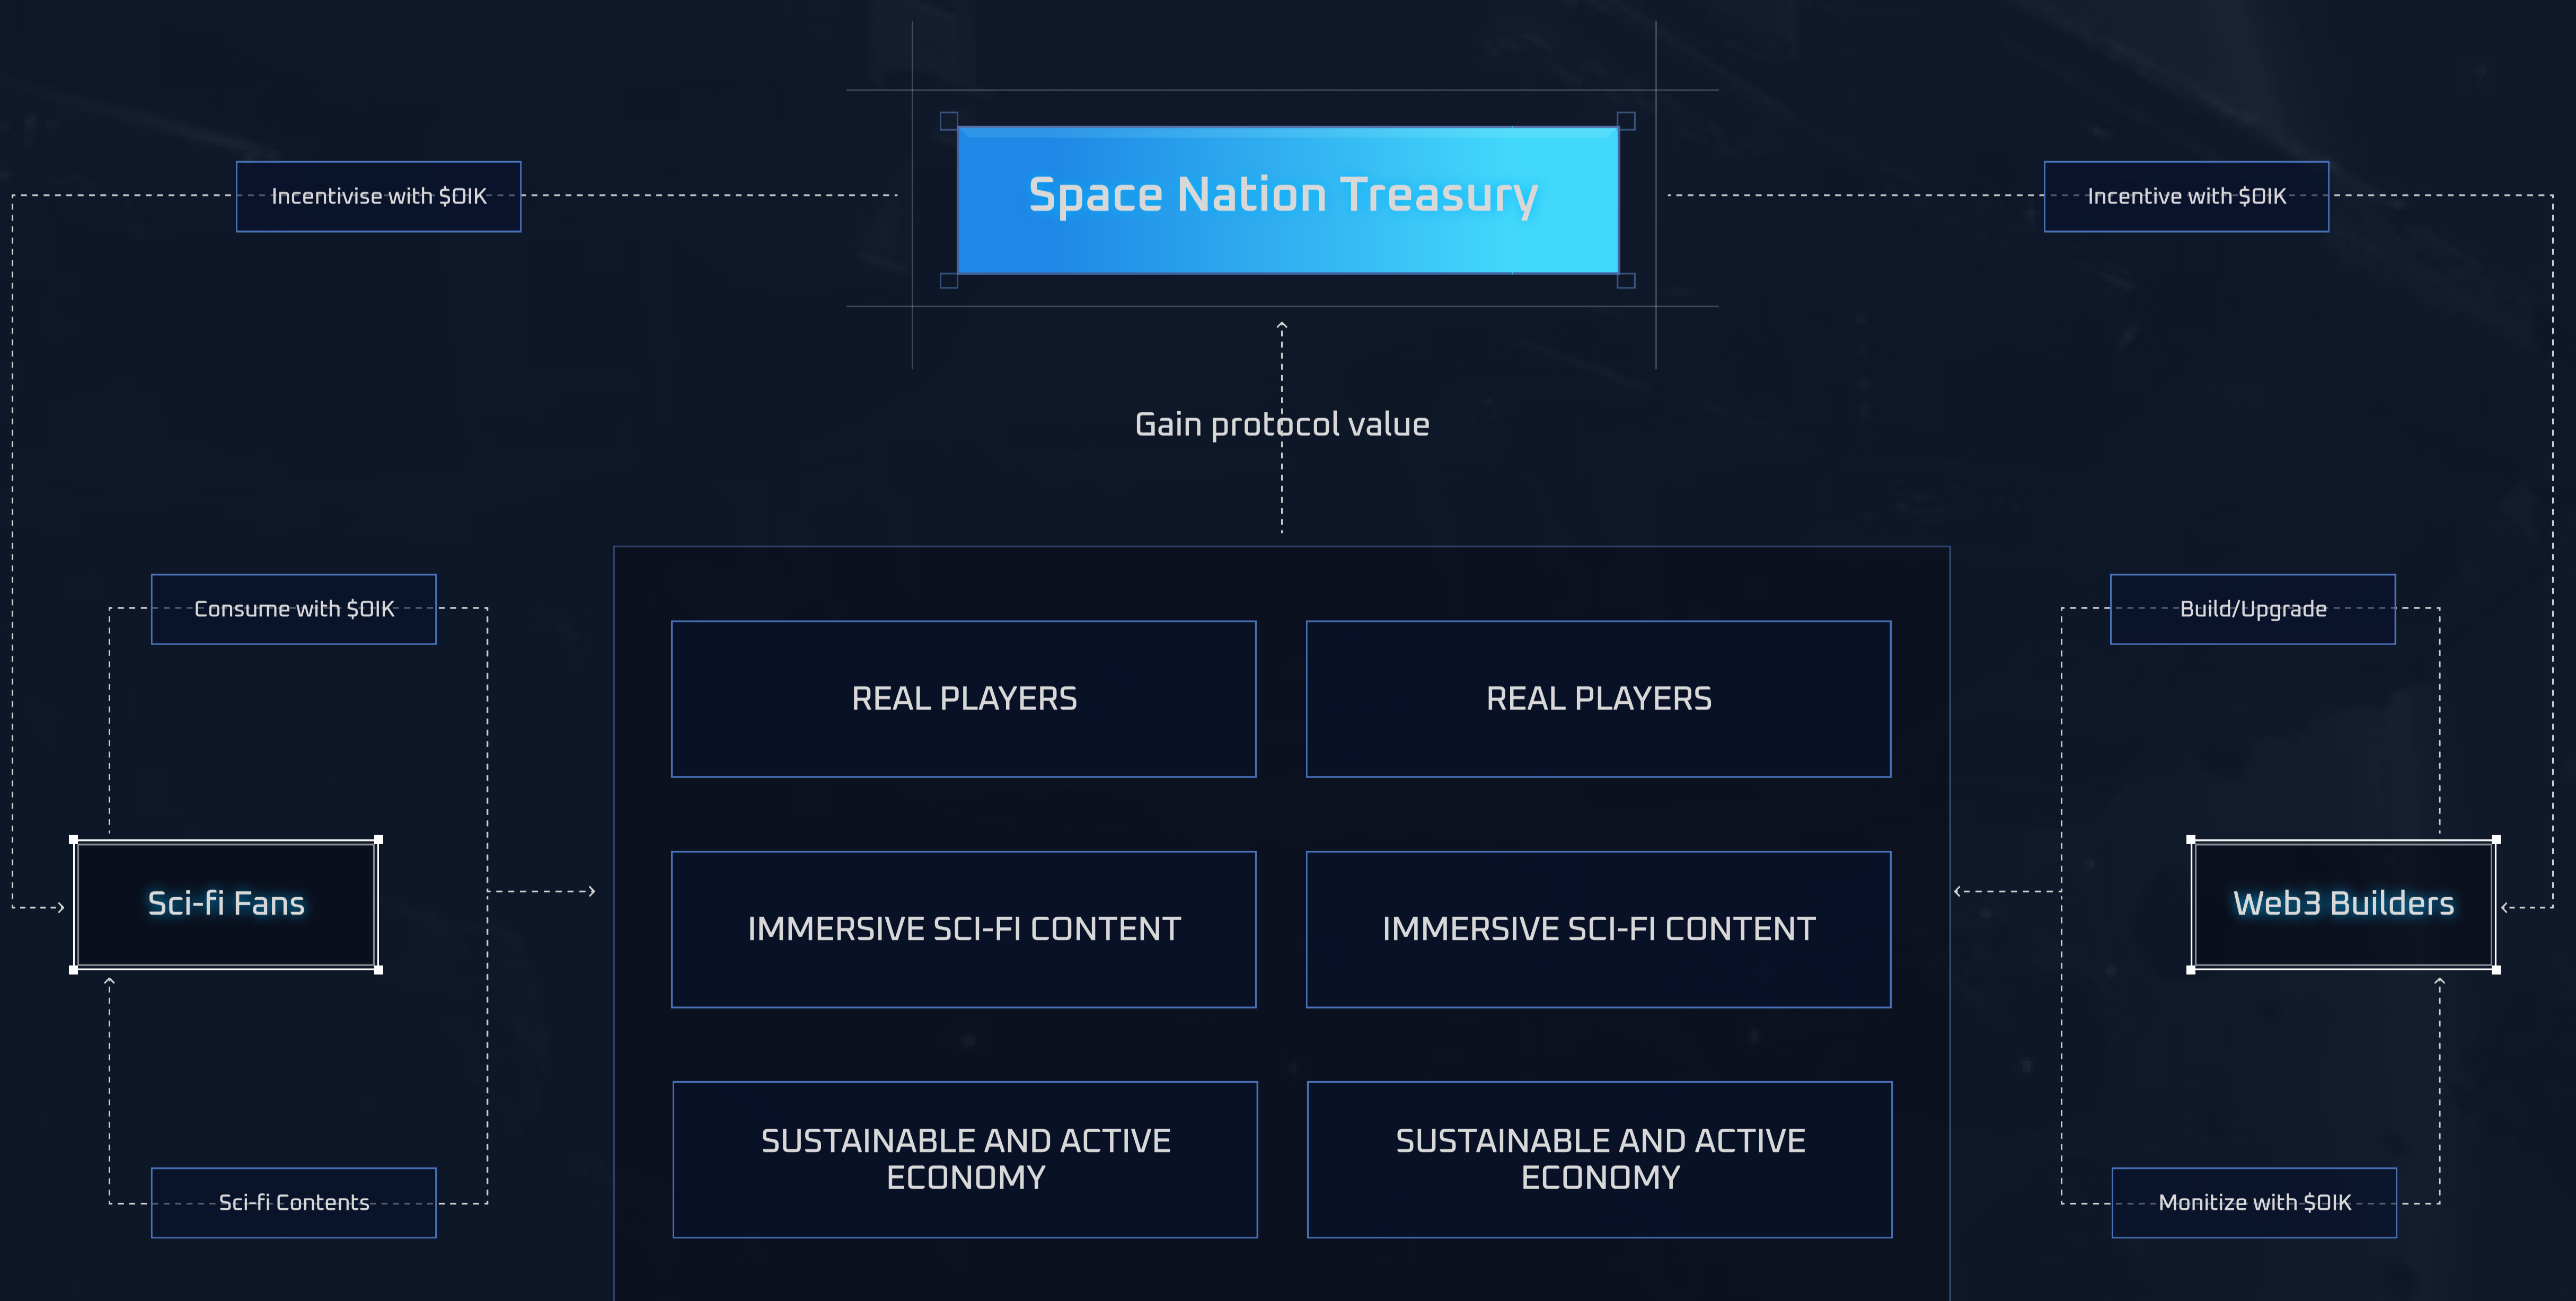 Space Nation Treasury
Incentivise with $OIK
Incentive with $OIK
Gain protocol value
Consume with $OIK
Build/Upgrade
REAL PLAYERS
REAL PLAYERS
Sci-fi Fans
IMMERSIVE SCI-FI CONTENT
IMMERSIVE SCI-FI CONTENT
Web3 Builders
SUSTAINABLE AND ACTIVE
ECONOMY
SUSTAINABLE AND ACTIVE
ECONOMY
Sci-fi Contents
Monitize with $OIK